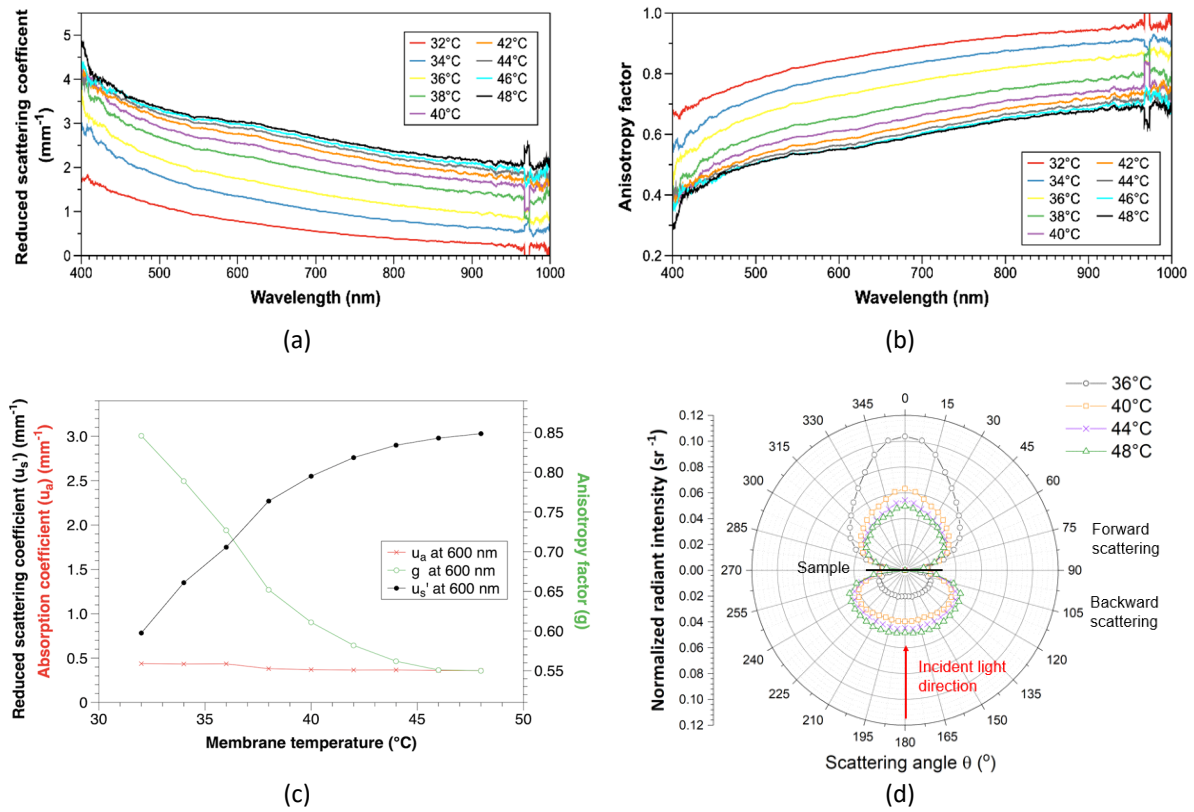 Reduced scattering coefficent
(mm⁻¹)
5
4
3
2
1
0
400
500
600
700
800
900
1000
Wavelength (nm)
32°C
34°C
36°C
38°C
40°C
42°C
44°C
46°C
48°C
(a)
Anisotropy factor
1.0
0.8
0.6
0.4
0.2
400
500
600
700
800
900
1000
Wavelength (nm)
32°C
34°C
36°C
38°C
40°C
42°C
44°C
46°C
48°C
(b)
Reduced scattering coefficient (uₛ') (mm⁻¹)
Absorption coefficient (uₐ) (mm⁻¹)
3.0
2.5
2.0
1.5
1.0
0.5
0
30
35
40
45
50
Membrane temperature (°C)
0.85
0.80
0.75
0.70
0.65
0.60
0.55
Anisotropy factor (g)
uₐ at 600 nm
g at 600 nm
uₛ' at 600 nm
(c)
36°C
40°C
44°C
48°C
Normalized radiant intensity (sr⁻¹)
0.12
0.10
0.08
0.06
0.04
0.02
0.00
0.02
0.04
0.06
0.08
0.10
0.12
0
15
30
45
60
75
90
105
120
135
150
165
180
195
210
225
240
255
270
285
300
315
330
345
Forward
scattering
Sample
Backward
scattering
Incident light
direction
Scattering angle θ (°)
(d)